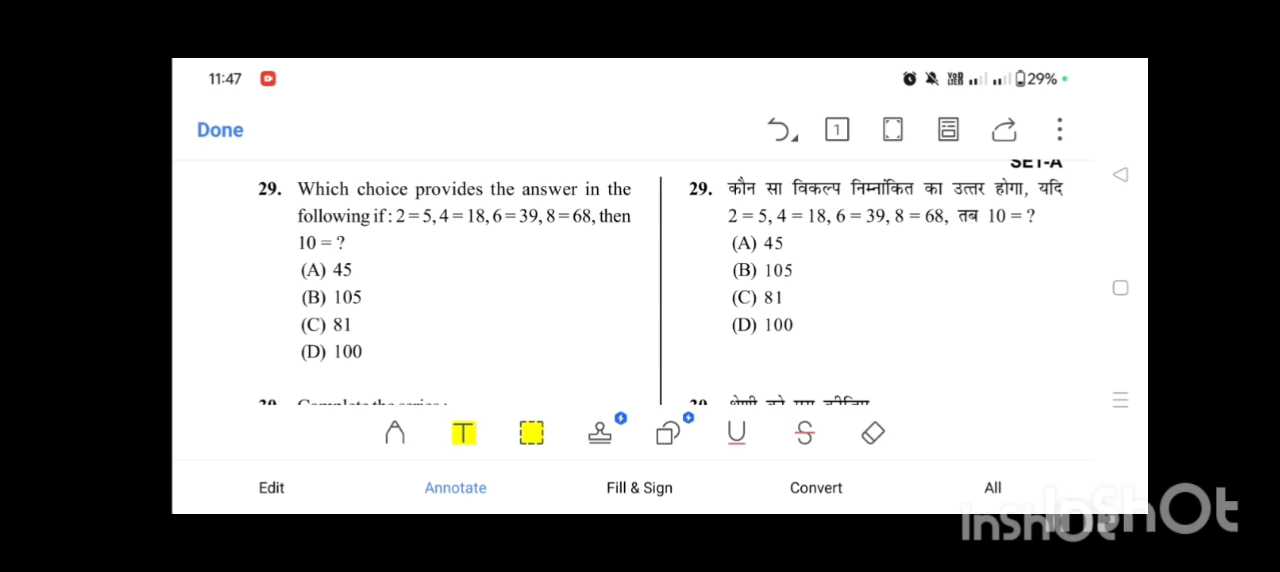 11:47 29%
Done 1
SET-A
29. Which choice provides the answer in the
following if : 2 = 5, 4 = 18, 6 = 39, 8 = 68, then
10 = ?
(A) 45
(B) 105
(C) 81
(D) 100
29. कौन सा विकल्प निम्नांकित का उत्तर होगा, यदि
2 = 5, 4 = 18, 6 = 39, 8 = 68, तब 10 = ?
(A) 45
(B) 105
(C) 81
(D) 100
T U S
Edit Annotate Fill & Sign Convert All
InShOt